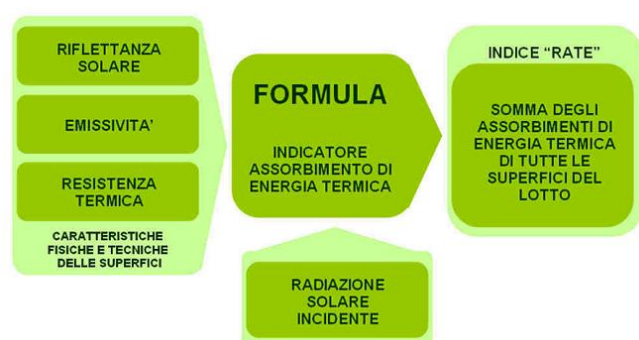 RIFLETTANZA
SOLARE
EMISSIVITA'
RESISTENZA
TERMICA
CARATTERISTICHE
FISICHE E TECNICHE
DELLE SUPERFICI
FORMULA
INDICATORE
ASSORBIMENTO DI
ENERGIA TERMICA
RADIAZIONE
SOLARE
INCIDENTE
INDICE "RATE"
SOMMA DEGLI
ASSORBIMENTI DI
ENERGIA TERMICA
DI TUTTE LE
SUPERFICI DEL
LOTTO